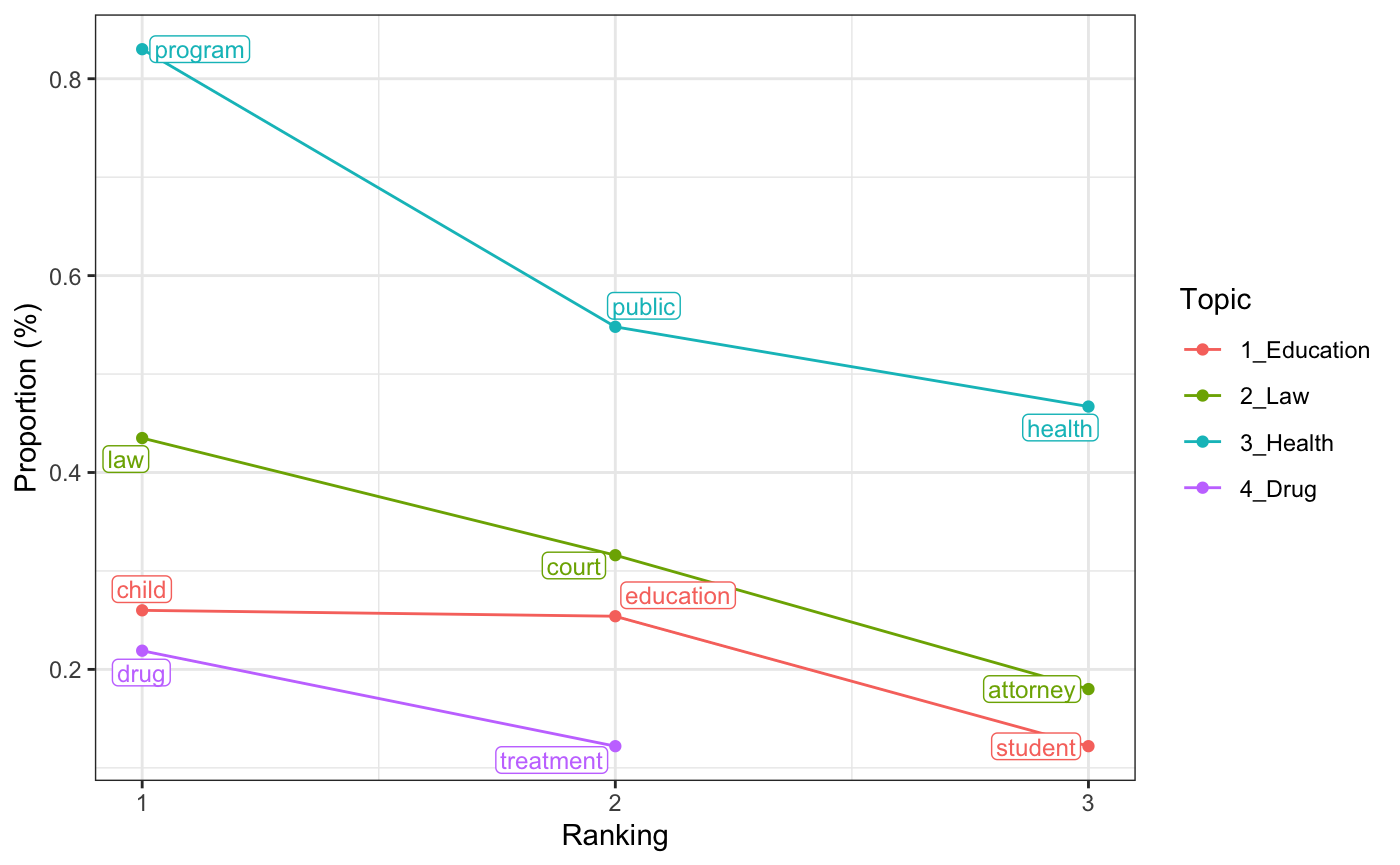 program
0.8
public
0.6
Proportion (%)
health
law
0.4
court
education
child
drug
0.2
attorney
student
treatment
1
2
3
Ranking
Topic
1_Education
2_Law
3_Health
4_Drug